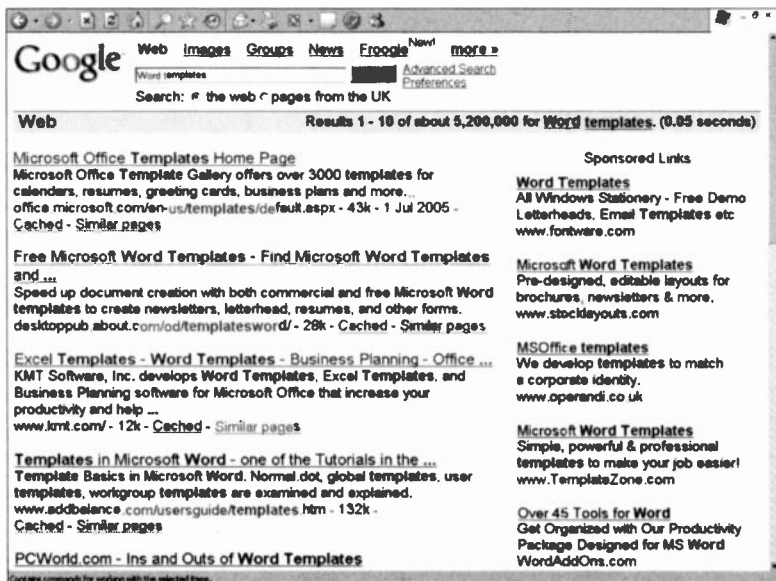 Google Web Images Groups News Froogle New! more »
Word templates
Advanced Search
Preferences
Search: the web pages from the UK
Web Results 1 - 10 of about 5,200,000 for Word templates. (0.05 seconds)
Microsoft Office Templates Home Page
Microsoft Office Template Gallery offers over 3000 templates for
calendars, resumes, greeting cards, business plans and more...
office.microsoft.com/en-us/templates/default.aspx - 43k - 1 Jul 2005 -
Cached - Similar pages
Free Microsoft Word Templates - Find Microsoft Word Templates
and ...
Speed up document creation with both commercial and free Microsoft Word
templates to create newsletters, letterhead, resumes, and other forms.
desktoppub.about.com/od/templatesword/ - 28k - Cached - Similar pages
Excel Templates - Word Templates - Business Planning - Office ...
KMT Software, Inc. develops Word Templates, Excel Templates, and
Business Planning software for Microsoft Office that increase your
productivity and help ...
www.kmt.com/ - 12k - Cached - Similar pages
Templates in Microsoft Word - one of the Tutorials in the ...
Template Basics in Microsoft Word. Normal.dot, global templates, user
templates, workgroup templates are examined and explained.
www.addbalance.com/usersguide/templates.htm - 132k -
Cached - Similar pages
PCWorld.com - Ins and Outs of Word Templates
Sponsored Links
Word Templates
All Windows Stationery - Free Demo
Letterheads, Email Templates etc
www.fontware.com
Microsoft Word Templates
Pre-designed, editable layouts for
brochures, newsletters & more.
www.stocklayouts.com
MSOffice templates
We develop templates to match
a corporate identity.
www.operandi.co.uk
Microsoft Word Templates
Simple, powerful & professional
templates to make your job easier!
www.TemplateZone.com
Over 45 Tools for Word
Get Organized with Our Productivity
Package Designed for MS Word
WordAddOns.com
Contains commands for working with the selected items.